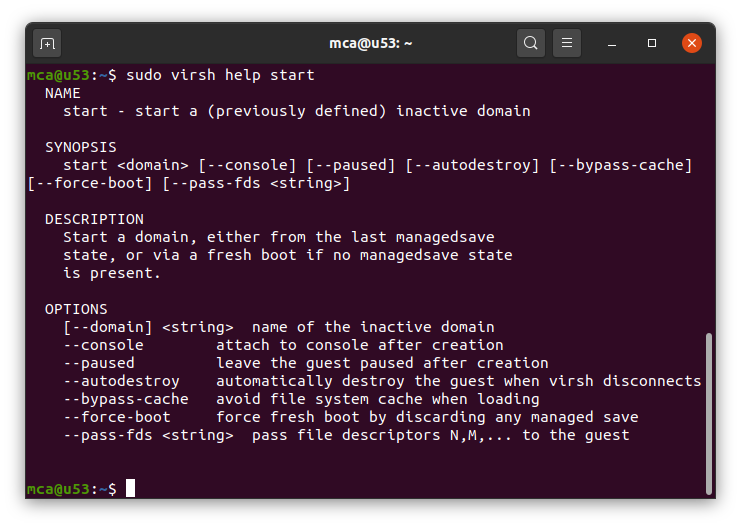 mca@u53: ~
mca@u53:~$ sudo virsh help start
  NAME
    start - start a (previously defined) inactive domain

  SYNOPSIS
    start <domain> [--console] [--paused] [--autodestroy] [--bypass-cache]
[--force-boot] [--pass-fds <string>]

  DESCRIPTION
    Start a domain, either from the last managedsave
    state, or via a fresh boot if no managedsave state
    is present.

  OPTIONS
    [--domain] <string>  name of the inactive domain
    --console        attach to console after creation
    --paused         leave the guest paused after creation
    --autodestroy    automatically destroy the guest when virsh disconnects
    --bypass-cache   avoid file system cache when loading
    --force-boot     force fresh boot by discarding any managed save
    --pass-fds <string>  pass file descriptors N,M,... to the guest


mca@u53:~$